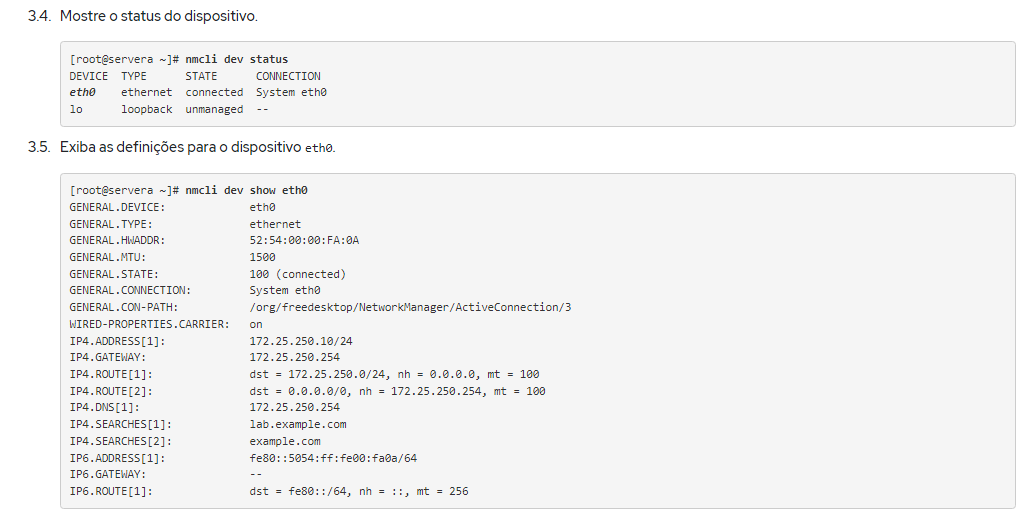 3.4. Mostre o status do dispositivo.
[root@servera ~]# nmcli dev status
DEVICE  TYPE      STATE      CONNECTION
eth0    ethernet  connected  System eth0
lo      loopback  unmanaged  --
3.5. Exiba as definições para o dispositivo eth0.
[root@servera ~]# nmcli dev show eth0
GENERAL.DEVICE:             eth0
GENERAL.TYPE:               ethernet
GENERAL.HWADDR:             52:54:00:00:FA:0A
GENERAL.MTU:                1500
GENERAL.STATE:              100 (connected)
GENERAL.CONNECTION:         System eth0
GENERAL.CON-PATH:           /org/freedesktop/NetworkManager/ActiveConnection/3
WIRED-PROPERTIES.CARRIER:   on
IP4.ADDRESS[1]:             172.25.250.10/24
IP4.GATEWAY:                172.25.250.254
IP4.ROUTE[1]:               dst = 172.25.250.0/24, nh = 0.0.0.0, mt = 100
IP4.ROUTE[2]:               dst = 0.0.0.0/0, nh = 172.25.250.254, mt = 100
IP4.DNS[1]:                 172.25.250.254
IP4.SEARCHES[1]:            lab.example.com
IP4.SEARCHES[2]:            example.com
IP6.ADDRESS[1]:             fe80::5054:ff:fe00:fa0a/64
IP6.GATEWAY:                --
IP6.ROUTE[1]:               dst = fe80::/64, nh = ::, mt = 256